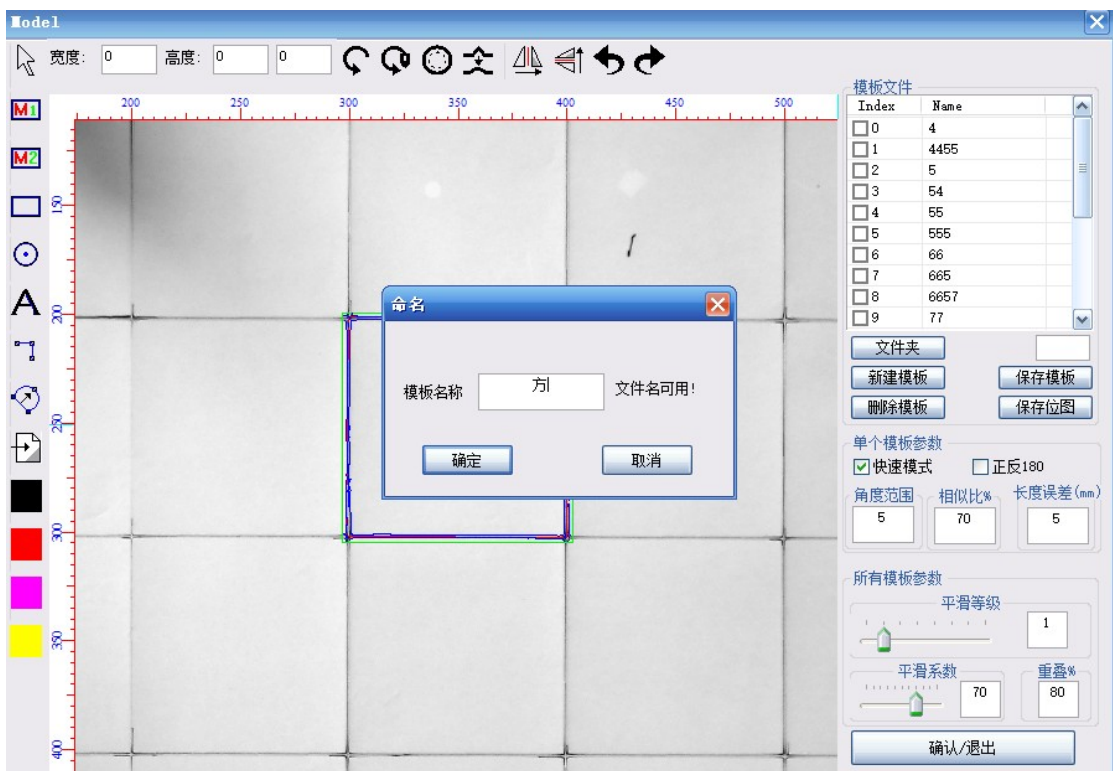 Model
宽度: 0 高度: 0 0
200 250 300 350 400 450 500
M1
M2
A
150
200
250
300
350
400
命名
模板名称 方 文件名可用!
确定 取消
模板文件
Index Name
0 4
1 4455
2 5
3 54
4 55
5 555
6 66
7 665
8 6657
9 77
文件夹
新建模板 保存模板
删除模板 保存位图
单个模板参数
快速模式 正反180
角度范围 相似比% 长度误差(mm)
5 70 5
所有模板参数
平滑等级
1
平滑系数 重叠%
70 80
确认/退出